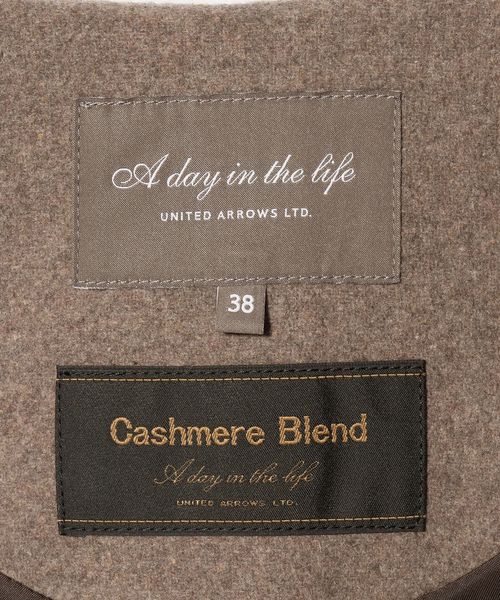 A day in the life
UNITED ARROWS LTD.
38
Cashmere Blend
A day in the life
UNITED ARROWS LTD.